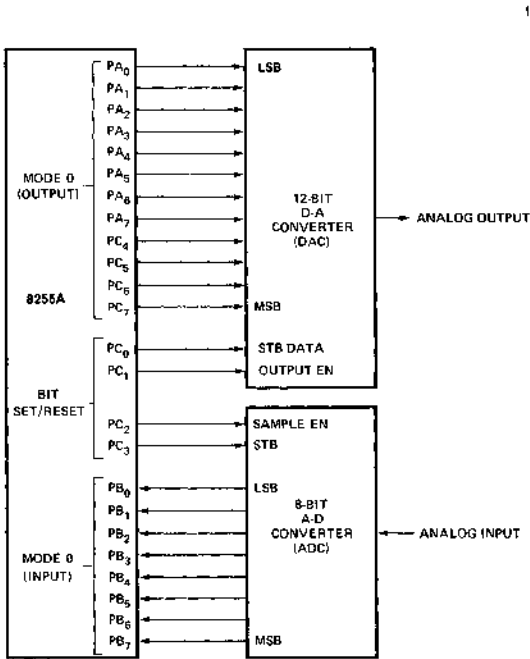 1
PA0
PA1
PA2
PA3
PA4
PA5
PA6
PA7
PC4
PC5
PC6
PC7
MODE 0
(OUTPUT)
8255A
PC0
PC1
PC2
PC3
BIT
SET/RESET
PB0
PB1
PB2
PB3
PB4
PB5
PB6
PB7
MODE 0
(INPUT)
LSB
12-BIT
D-A
CONVERTER
(DAC)
MSB
STB DATA
OUTPUT EN
ANALOG OUTPUT
SAMPLE EN
STB
LSB
8-BIT
A-D
CONVERTER
(ADC)
MSB
ANALOG INPUT